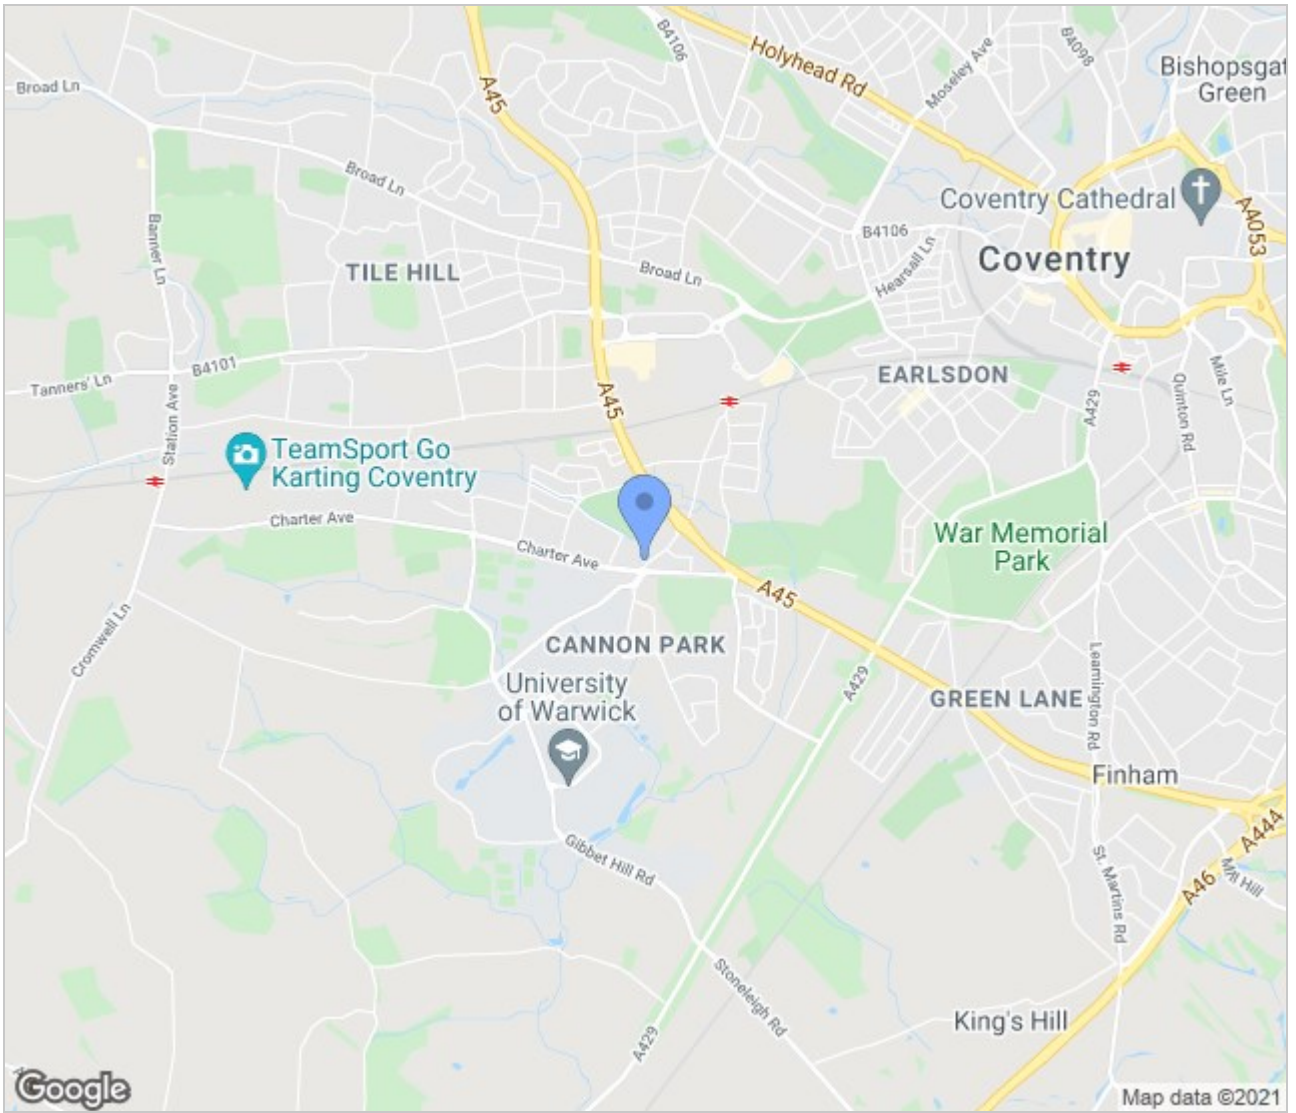 B4106
Holyhead Rd
Moseley Ave
B4098
Bishopsgat
Green
Broad Ln
A45
Broad Ln
Coventry Cathedral
A4053
Banner Ln
B4106
Hearsall Ln
Coventry
TILE HILL
Broad Ln
B4101
Tanners' Ln
EARLSDON
Mile Ln
Quinton Rd
A429
A45
Station Ave
TeamSport Go
Karting Coventry
Charter Ave
Charter Ave
War Memorial
Park
A45
Cromwell Ln
CANNON PARK
University
of Warwick
A429
GREEN LANE
Leamington Rd
Finham
A444
Gibbet Hill Rd
St. Martins Rd
A46
Mill Hill
Stoneleigh Rd
King's Hill
A429
Google
Map data ©2021